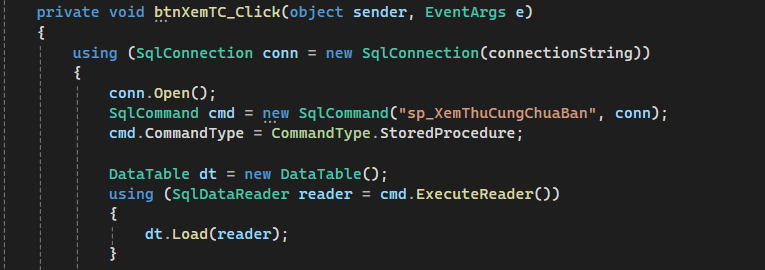 private void btnXemTC_Click(object sender, EventArgs e)
{
using (SqlConnection conn = new SqlConnection(connectionString))
{
conn.Open();
SqlCommand cmd = new SqlCommand("sp_XemThuCungChuaBan", conn);
cmd.CommandType = CommandType.StoredProcedure;
DataTable dt = new DataTable();
using (SqlDataReader reader = cmd.ExecuteReader())
{
dt.Load(reader);
}